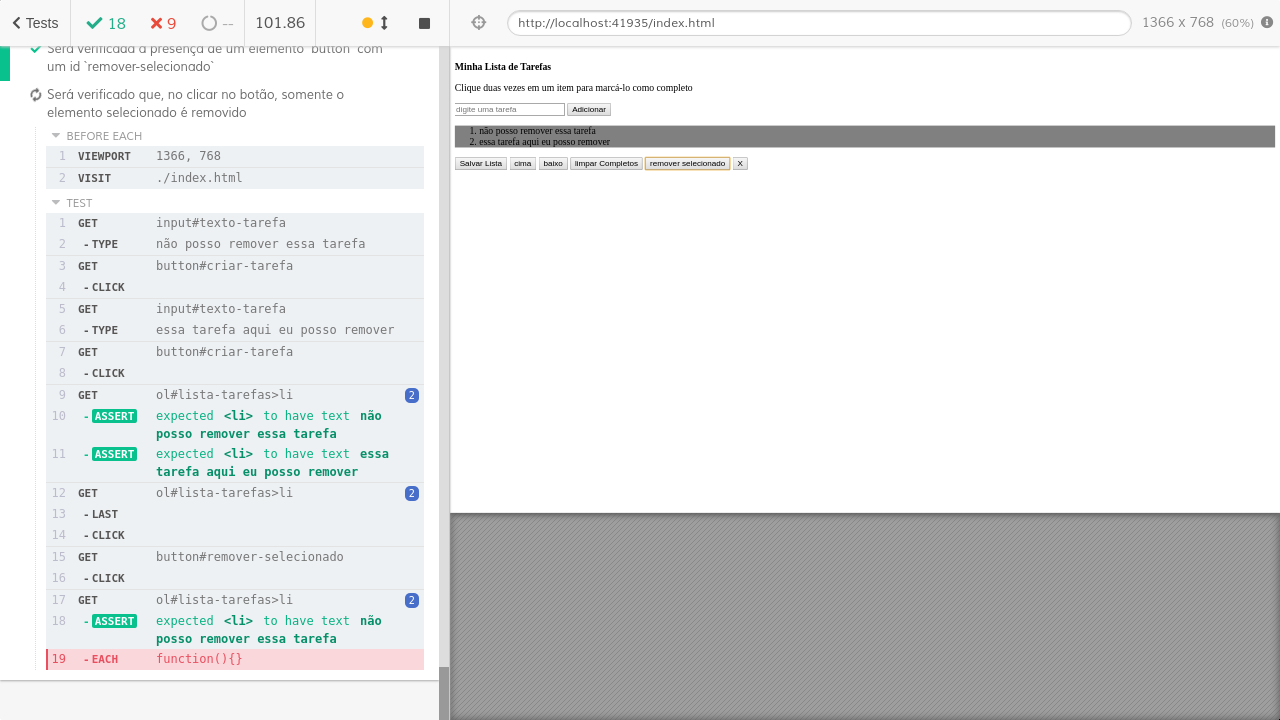 Tests
18
9
--
101.86
http://localhost:41935/index.html
1366 x 768 (60%)
Será verificada a presença de um elemento `button` com
um id `remover-selecionado`
Será verificado que, no clicar no botão, somente o
elemento selecionado é removido
BEFORE EACH
1 VIEWPORT 1366, 768
2 VISIT ./index.html
TEST
1 GET input#texto-tarefa
2 -TYPE não posso remover essa tarefa
3 GET button#criar-tarefa
4 -CLICK
5 GET input#texto-tarefa
6 -TYPE essa tarefa aqui eu posso remover
7 GET button#criar-tarefa
8 -CLICK
9 GET ol#lista-tarefas>li 2
10 -ASSERT expected <li> to have text não
posso remover essa tarefa
11 -ASSERT expected <li> to have text essa
tarefa aqui eu posso remover
12 GET ol#lista-tarefas>li 2
13 -LAST
14 -CLICK
15 GET button#remover-selecionado
16 -CLICK
17 GET ol#lista-tarefas>li 2
18 -ASSERT expected <li> to have text não
posso remover essa tarefa
19 -EACH function(){}
Minha Lista de Tarefas
Clique duas vezes em um item para marcá-lo como completo
digite uma tarefa Adicionar
1. não posso remover essa tarefa
2. essa tarefa aqui eu posso remover
Salvar Lista cima baixo limpar Completos remover selecionado X